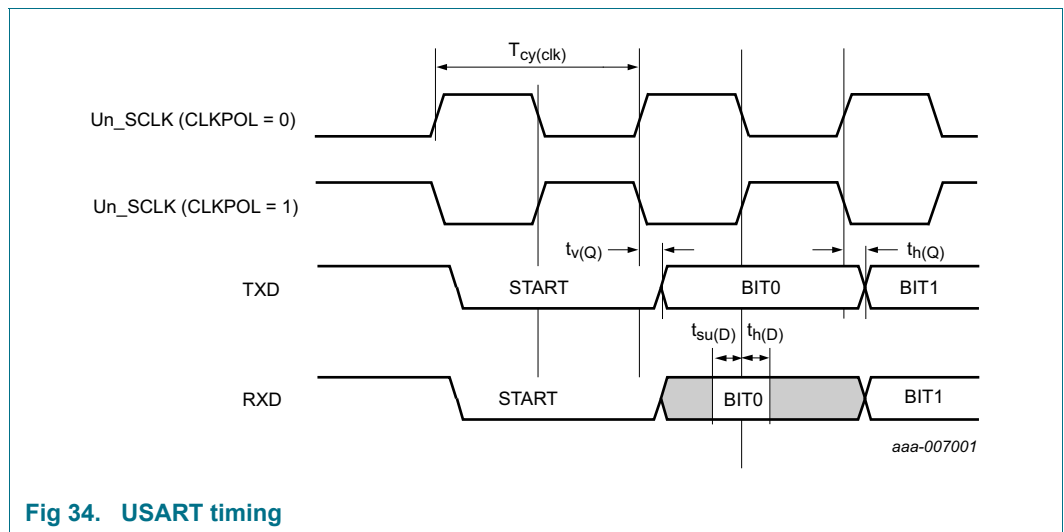 Tcy(clk)
Un_SCLK (CLKPOL = 0)
Un_SCLK (CLKPOL = 1)
tv(Q)
th(Q)
TXD
START
BIT0
BIT1
tsu(D)
th(D)
RXD
START
BIT0
BIT1
aaa-007001
Fig 34. USART timing